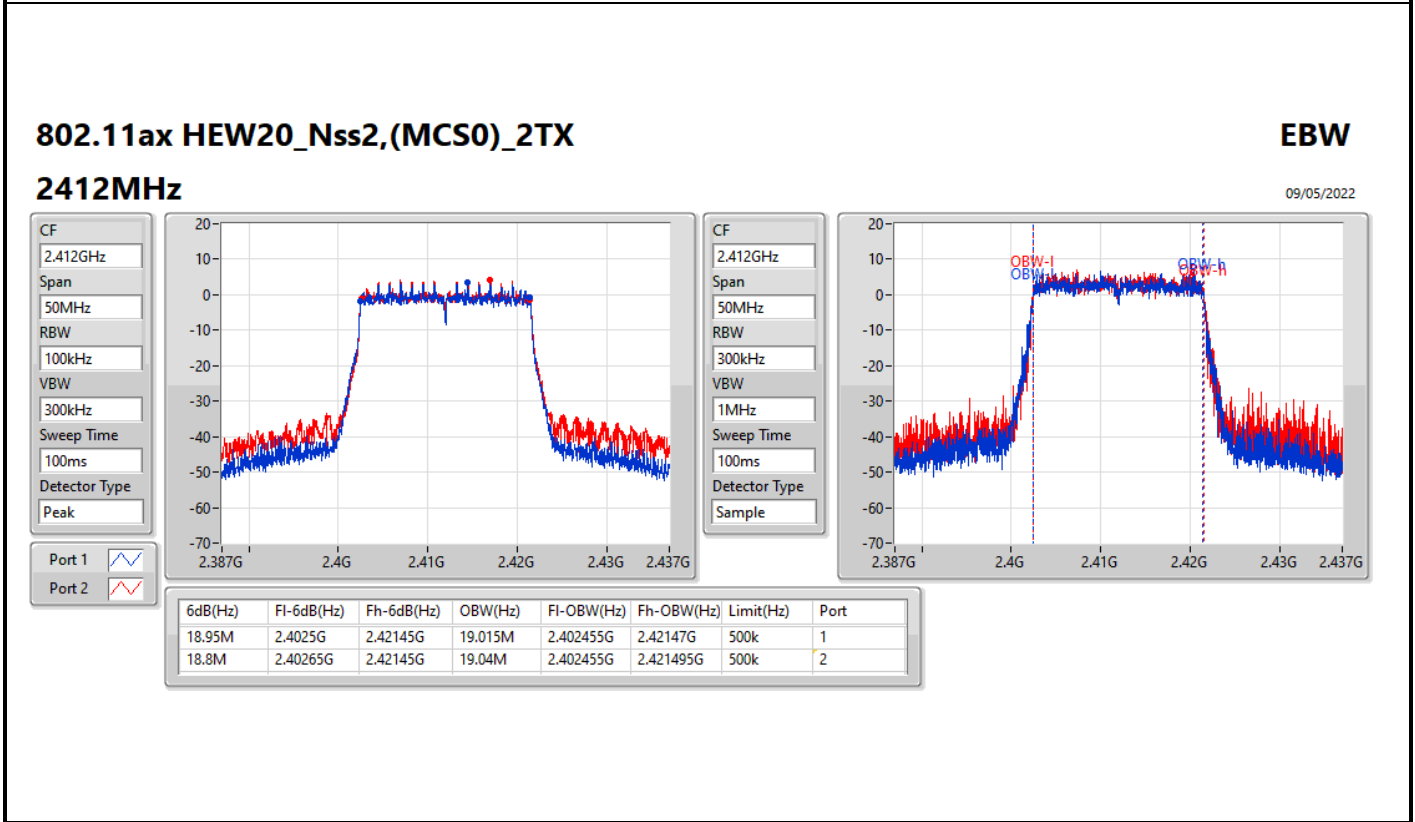 802.11ax HEW20_Nss2,(MCS0)_2TX EBW
2412MHz 09/05/2022
CF
2.412GHz
Span
50MHz
RBW
100kHz
VBW
300kHz
Sweep Time
100ms
Detector Type
Peak
Port 1
Port 2
20
10
0
-10
-20
-30
-40
-50
-60
-70
2.387G 2.4G 2.41G 2.42G 2.43G 2.437G
CF
2.412GHz
Span
50MHz
RBW
300kHz
VBW
1MHz
Sweep Time
100ms
Detector Type
Sample
20
10
0
-10
-20
-30
-40
-50
-60
-70
OBW-l
OBW-l
OBW-h
OBW-h
2.387G 2.4G 2.41G 2.42G 2.43G 2.437G
6dB(Hz) Fl-6dB(Hz) Fh-6dB(Hz) OBW(Hz) Fl-OBW(Hz) Fh-OBW(Hz) Limit(Hz) Port
18.95M 2.4025G 2.42145G 19.015M 2.402455G 2.42147G 500k 1
18.8M 2.40265G 2.42145G 19.04M 2.402455G 2.421495G 500k 2